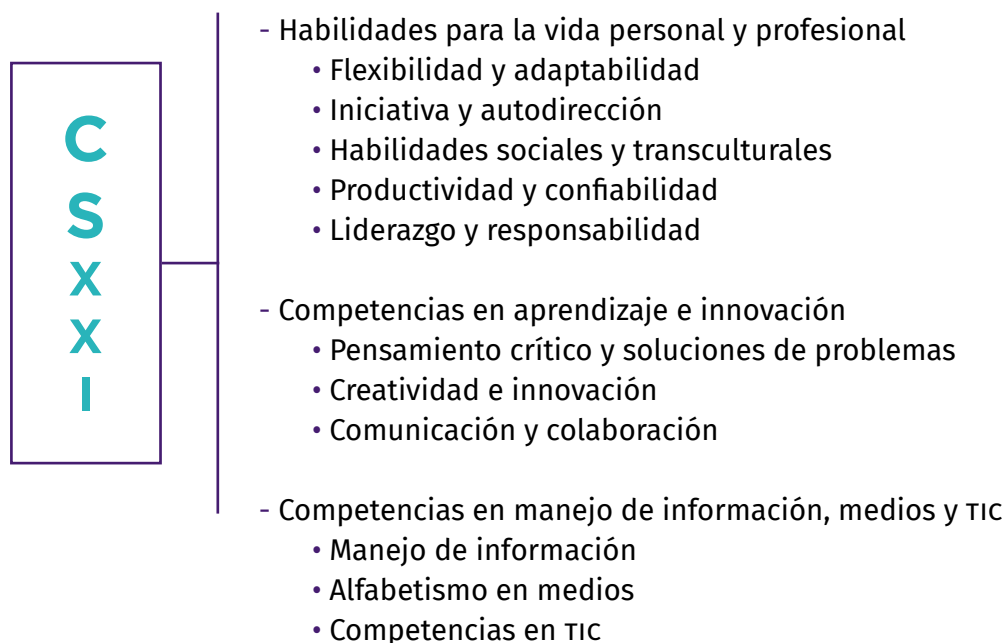 C
S
X
X
I
- Habilidades para la vida personal y profesional
• Flexibilidad y adaptabilidad
• Iniciativa y autodirección
• Habilidades sociales y transculturales
• Productividad y confiabilidad
• Liderazgo y responsabilidad
- Competencias en aprendizaje e innovación
• Pensamiento crítico y soluciones de problemas
• Creatividad e innovación
• Comunicación y colaboración
- Competencias en manejo de información, medios y TIC
• Manejo de información
• Alfabetismo en medios
• Competencias en TIC